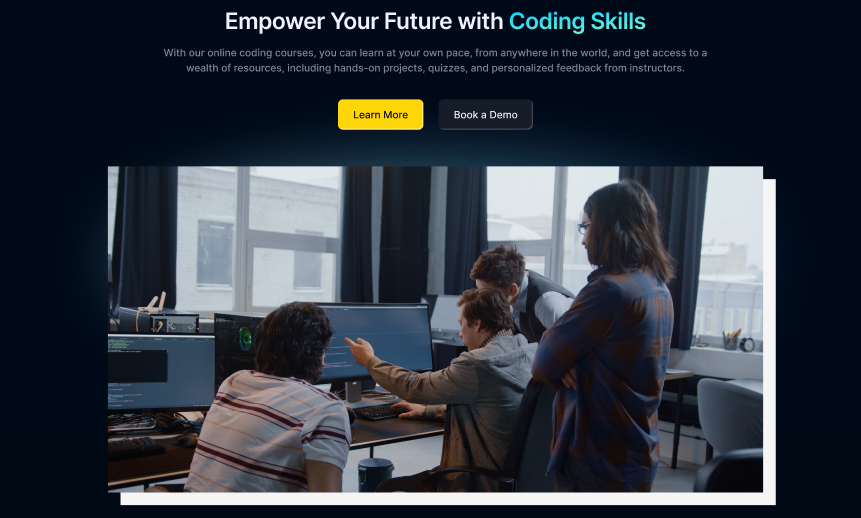 Empower Your Future with Coding Skills
With our online coding courses, you can learn at your own pace, from anywhere in the world, and get access to a
wealth of resources, including hands-on projects, quizzes, and personalized feedback from instructors.
Learn More
Book a Demo